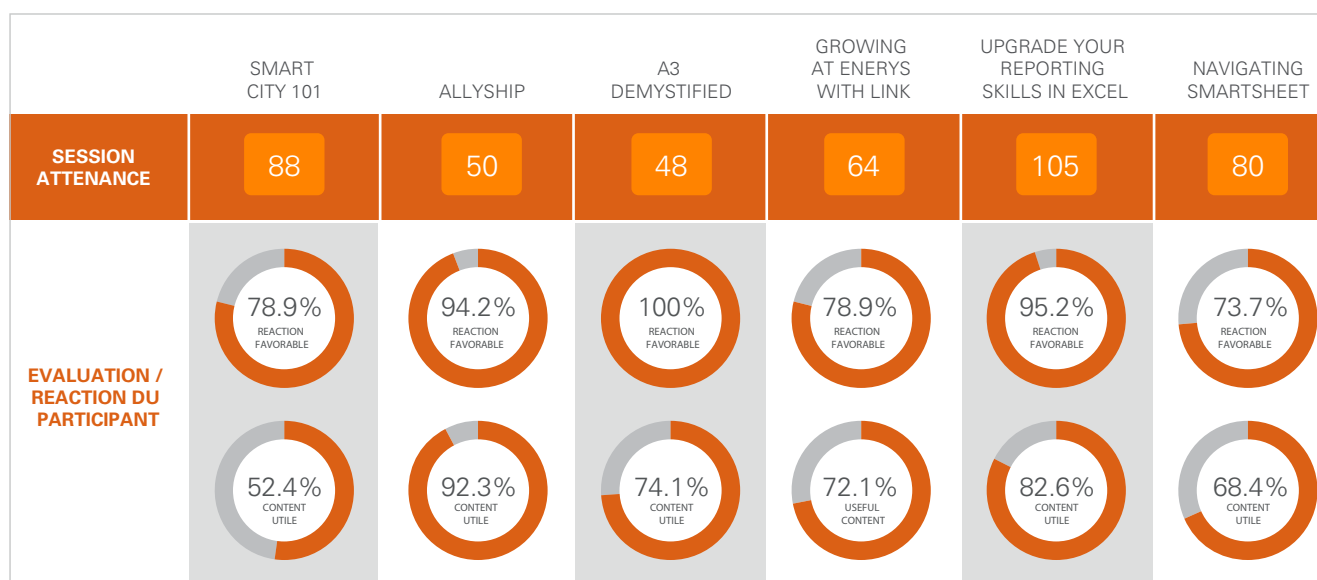 SMART
CITY 101
ALLYSHIP
A3
DEMYSTIFIED
GROWING
AT ENERYS
WITH LINK
UPGRADE YOUR
REPORTING
SKILLS IN EXCEL
NAVIGATING
SMARTSHEET
SESSION
ATTENANCE
88
50
48
64
105
80
EVALUATION /
REACTION DU
PARTICIPANT
78.9%
REACTION
FAVORABLE
94.2%
REACTION
FAVORABLE
100%
REACTION
FAVORABLE
78.9%
REACTION
FAVORABLE
95.2%
REACTION
FAVORABLE
73.7%
REACTION
FAVORABLE
52.4%
CONTENT
UTILE
92.3%
CONTENT
UTILE
74.1%
CONTENT
UTILE
72.1%
USEFUL
CONTENT
82.6%
CONTENT
UTILE
68.4%
CONTENT
UTILE